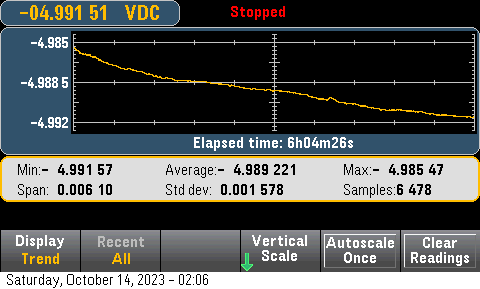 -04.991 51 VDC
Stopped
-4.985
-4.988 5
-4.992
Elapsed time: 6h04m26s
Min:- 4.991 57 Average:- 4.989 221 Max:- 4.985 47
Span: 0.006 10 Std dev: 0.001 578 Samples:6 478
Display
Trend
Recent
All
Vertical
Scale
Autoscale
Once
Clear
Readings
Saturday, October 14, 2023 - 02:06